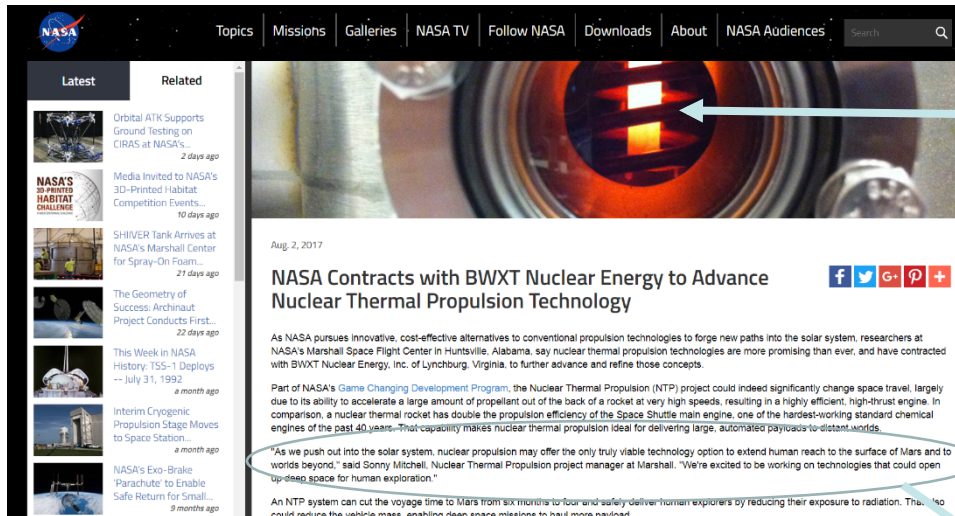 NASA
Topics
Missions
Galleries
NASA TV
Follow NASA
Downloads
About
NASA Audiences
Search
Latest
Related
Orbital ATK Supports
Ground Testing on
CIRAS at NASA's...
2 days ago
NASA'S
3D-PRINTED
HABITAT
CHALLENGE
Media Invited to NASA's
3D-Printed Habitat
Competition Events...
10 days ago
SHIIVER Tank Arrives at
NASA's Marshall Center
for Spray-On Foam...
21 days ago
The Geometry of
Success: Archinaut
Project Conducts First...
22 days ago
This Week in NASA
History: TSS-1 Deploys
-- July 31, 1992
a month ago
Interim Cryogenic
Propulsion Stage Moves
to Space Station...
a month ago
NASA's Exo-Brake
'Parachute' to Enable
Safe Return for Small...
9 months ago
Aug. 2, 2017
NASA Contracts with BWXT Nuclear Energy to Advance
Nuclear Thermal Propulsion Technology
As NASA pursues innovative, cost-effective alternatives to conventional propulsion technologies to forge new paths into the solar system, researchers at
NASA's Marshall Space Flight Center in Huntsville, Alabama, say nuclear thermal propulsion technologies are more promising than ever, and have contracted
with BWXT Nuclear Energy, Inc. of Lynchburg, Virginia, to further advance and refine those concepts.
Part of NASA's Game Changing Development Program, the Nuclear Thermal Propulsion (NTP) project could indeed significantly change space travel, largely
due to its ability to accelerate a large amount of propellant out of the back of a rocket at very high speeds, resulting in a highly efficient, high-thrust engine. In
comparison, a nuclear thermal rocket has double the propulsion efficiency of the Space Shuttle main engine, one of the hardest-working standard chemical
engines of the past 40 years. That capability makes nuclear thermal propulsion ideal for delivering large, automated payloads to distant worlds.
"As we push out into the solar system, nuclear propulsion may offer the only truly viable technology option to extend human reach to the surface of Mars and to
worlds beyond," said Sonny Mitchell, Nuclear Thermal Propulsion project manager at Marshall. "We're excited to be working on technologies that could open
up deep space for human exploration."
An NTP system can cut the voyage time to Mars from six months to four and safely deliver human explorers by reducing their exposure to radiation. That also
could reduce the vehicle mass, enabling deep space missions to haul more payload.